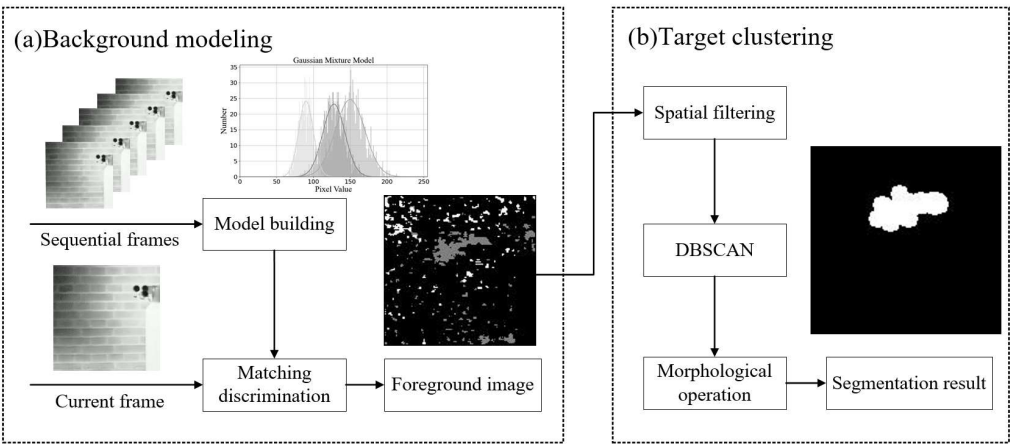 (a)Background modeling
Gaussian Mixture Model
35
30
25
20
15
10
5
0
Number
0 50 100 150 200 250
Pixel Value
Sequential frames
Model building
Current frame
Matching
discrimination
Foreground image
(b)Target clustering
Spatial filtering
DBSCAN
Morphological
operation
Segmentation result